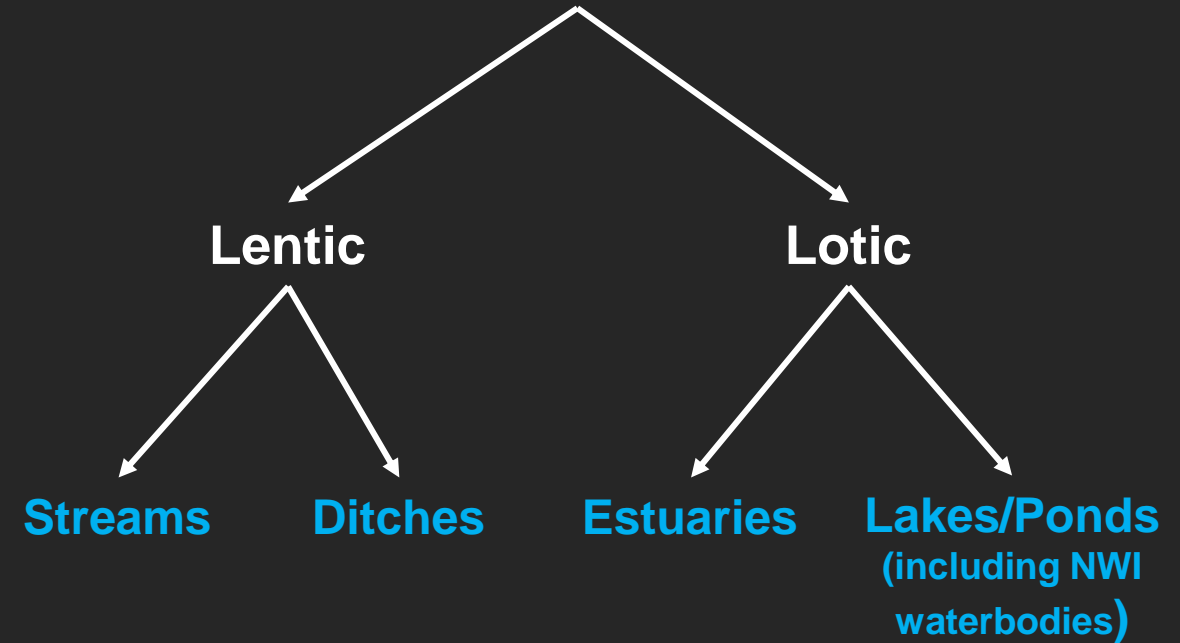 Lentic
Lotic
Streams
Ditches
Estuaries
Lakes/Ponds
(including NWI
waterbodies)